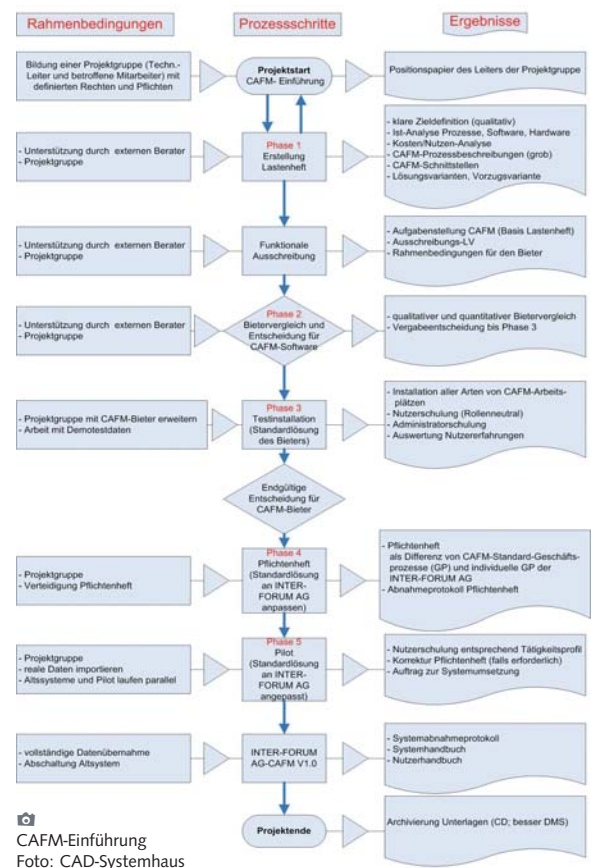 Rahmenbedingungen
Prozessschritte
Ergebnisse
Bildung einer Projektgruppe (Techn.-
Leiter und betroffene Mitarbeiter) mit
definierten Rechten und Pflichten
Projektstart
CAFM- Einführung
Positionspapier des Leiters der Projektgruppe
- Unterstützung durch externen Berater
- Projektgruppe
Phase 1
Erstellung
Lastenheft
- klare Zieldefinition (qualitativ)
- Ist-Analyse Prozesse, Software, Hardware
- Kosten/Nutzen-Analyse
- CAFM-Prozessbeschreibungen (grob)
- CAFM-Schnittstellen
- Lösungsvarianten, Vorzugsvariante
- Unterstützung durch externen Berater
- Projektgruppe
Funktionale
Ausschreibung
- Aufgabenstellung CAFM (Basis Lastenheft)
- Ausschreibungs-LV
- Rahmenbedingungen für den Bieter
- Unterstützung durch externen Berater
- Projektgruppe
Phase 2
Bietervergleich und
Entscheidung für
CAFM-Software
- qualitativer und quantitativer Bietervergleich
- Vergabeentscheidung bis Phase 3
- Projektgruppe mit CAFM-Bieter erweitern
- Arbeit mit Demotestdaten
Phase 3
Testinstallation
(Standardlösung
des Bieters)
- Installation aller Arten von CAFM-Arbeits-
plätzen
- Nutzerschulung (Rollenneutral)
- Administratorschulung
- Auswertung Nutzererfahrungen
Endgültige
Entscheidung für
CAFM-Bieter
- Projektgruppe
- Verteidigung Pflichtenheft
Phase 4
Pflichtenheft
(Standardlösung
an INTER-
FORUM AG
anpassen)
- Pflichtenheft
als Differenz von CAFM-Standard-Geschäfts-
prozesse (GP) und individuelle GP der
INTER-FORUM AG
- Abnahmeprotokoll Pflichtenheft
- Projektgruppe
- reale Daten importieren
- Altssysteme und Pilot laufen parallel
Phase 5
Pilot
(Standardlösung
an INTER-
FORUM AG
angepasst)
- Nutzerschulung entsprechend Tätigkeitsprofil
- Korrektur Pflichtenheft (falls erforderlich)
- Auftrag zur Systemumsetzung
- vollständige Datenübernahme
- Abschaltung Altsystem
INTER-FORUM
AG-CAFM V1.0
- Systemabnahmeprotokoll
- Systemhandbuch
- Nutzerhandbuch
Projektende
Archivierung Unterlagen (CD; besser DMS)
CAFM-Einführung
Foto: CAD-Systemhaus